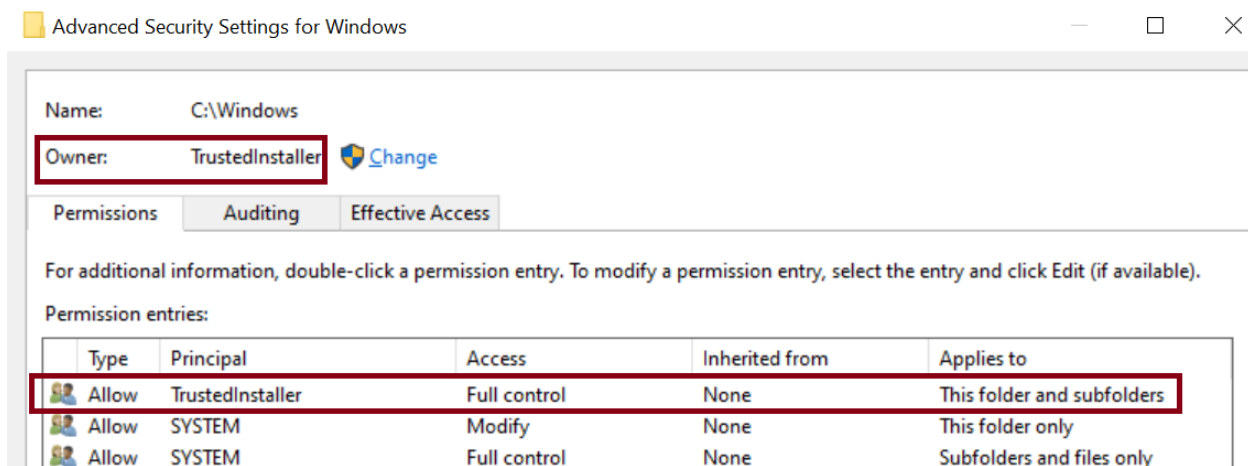 Advanced Security Settings for Windows
Name: C:\Windows
Owner: TrustedInstaller Change
Permissions Auditing Effective Access
For additional information, double-click a permission entry. To modify a permission entry, select the entry and click Edit (if available).
Permission entries:
Type Principal Access Inherited from Applies to
Allow TrustedInstaller Full control None This folder and subfolders
Allow SYSTEM Modify None This folder only
Allow SYSTEM Full control None Subfolders and files only